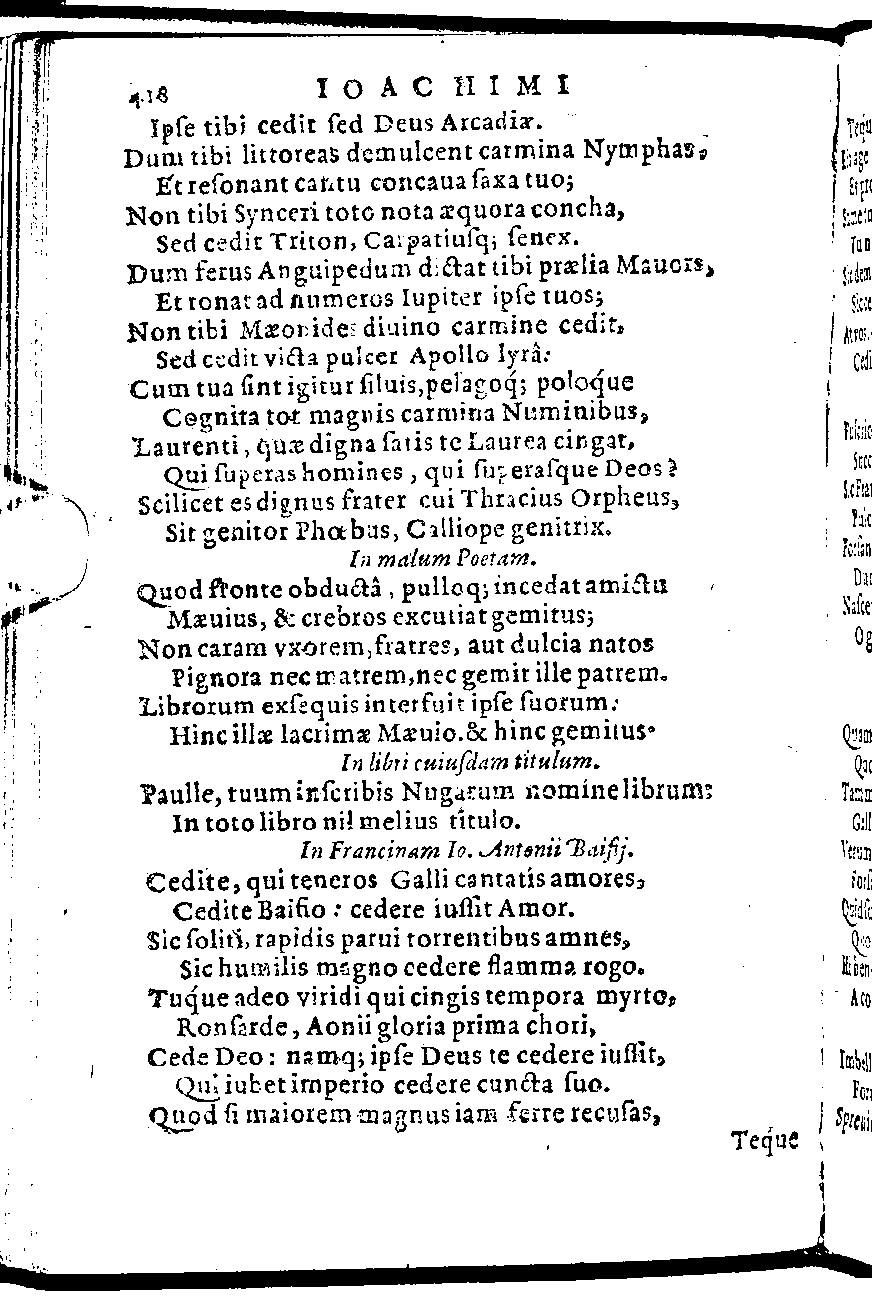 418 IOACHIMI
Ipſe tibi cedit ſed Deus Arcadiæ.
Dum tibi littoreas demulcent carmina Nymphas,
Et reſonant cantu concaua ſaxa tuo;
Non tibi Synceri toto nota æquora concha,
Sed cedit Triton, Carpatiuſq; ſenex.
Dum ferus Anguipedum dictat tibi prælia Mauors,
Et tonat ad numeros Iupiter ipſe tuos;
Non tibi Mæonides diuino carmine cedit,
Sed cedit victa pulcer Apollo lyrâ:
Cum tua ſint igitur ſiluis, pelagoq́; poloq́ue
Cognita tot magnis carmina Numinibus,
Laurenti, quæ digna ſatis te Laurea cingat,
Qui ſuperas homines, qui ſuperaſque Deos?
Scilicet es dignus frater cui Thracius Orpheus,
Sit genitor Phœbus, Calliope genitrix.
In malum Poetam.
Quod fronte obductâ, pulloq; incedat amictu
Mæuius, & crebros excutiat gemitus;
Non caram vxorem, fratres, aut dulcia natos
Pignora nec matrem, nec gemit ille patrem.
Librorum exſequis interfuit ipſe ſuorum:
Hinc illæ lacrimæ Mæuio. & hinc gemitus.
In libri cuiuſdam titulum.
Paulle, tuum inſcribis Nugarum nomine librum:
In toto libro nil melius titulo.
In Francinam Io. Antonii Baifij.
Cedite, qui teneros Galli cantatis amores,
Cedite Baifio: cedere iuſſit Amor.
Sic ſoliti, rapidis parui torrentibus amnes,
Sic humilis magno cedere flamma rogo.
Tuq́ue adeo viridi qui cingis tempora myrto,
Ronſarde, Aonii gloria prima chori,
Cede Deo: namq; ipſe Deus te cedere iuſſit,
Qui iubet imperio cedere cuncta ſuo.
Quod ſi maiorem magnus iam ferre recuſas,
Teq́ue